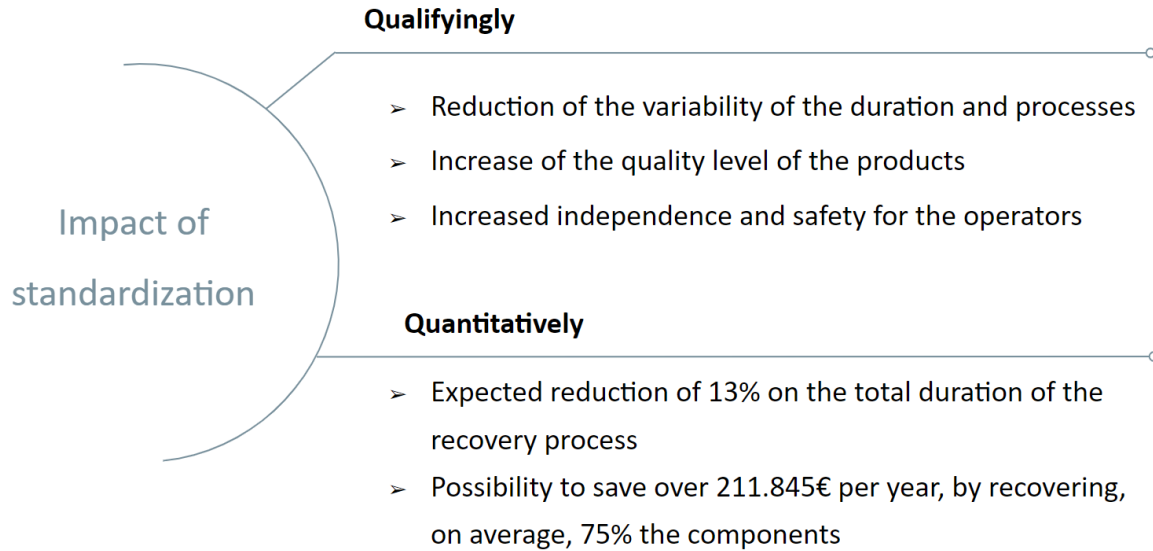 Qualifyingly
➢ Reduction of the variability of the duration and processes
➢ Increase of the quality level of the products
➢ Increased independence and safety for the operators
Impact of
standardization
Quantitatively
➢ Expected reduction of 13% on the total duration of the
recovery process
➢ Possibility to save over 211.845€ per year, by recovering,
on average, 75% the components